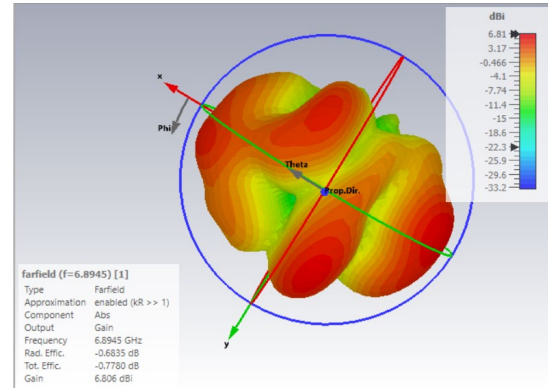 dBi
6.81
3.17
-0.466
-4.1
-7.74
-11.4
-15
-18.6
-22.3
-25.9
-29.6
-33.2
x
Phi
Theta
Prop.Dir.
y
farfield (f=6.8945) [1]
Type Farfield
Approximation enabled (kR >> 1)
Component Abs
Output Gain
Frequency 6.8945 GHz
Rad. Effic. -0.6835 dB
Tot. Effic. -0.7780 dB
Gain 6.806 dBi